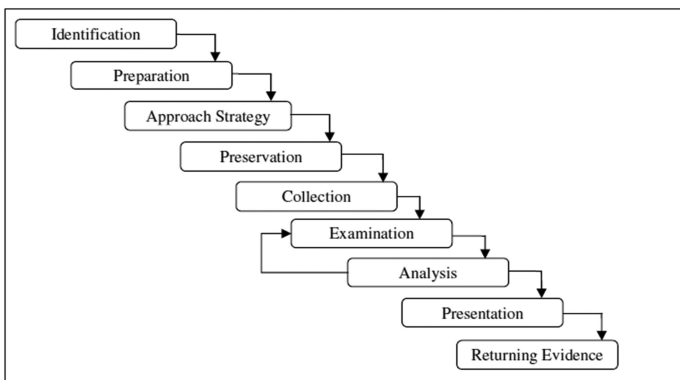 Identification
Preparation
Approach Strategy
Preservation
Collection
Examination
Analysis
Presentation
Returning Evidence